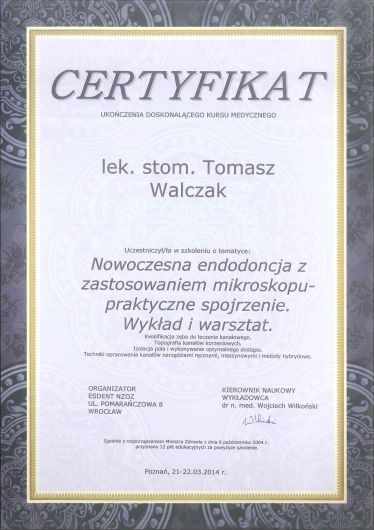 CERTYFIKAT
UKOŃCZENIA DOSKONALĄCEGO KURSU MEDYCZNEGO
lek. stom. Tomasz
Walczak
Uczestniczył/ła w szkoleniu o tematyce:
Nowoczesna endodoncja z
zastosowaniem mikroskopu-
praktyczne spojrzenie.
Wykład i warsztat.
Kwalifikacja zęba do leczenia kanałowego.
Topografia kanałów korzeniowych.
Izolacja pola i wykonywanie optymalnego dostępu.
Techniki opracowania kanałów narzędziami ręcznymi, maszynowymi i metody hybrydowe.
ORGANIZATOR
ESDENT NZOZ
UL. POMARAŃCZOWA 8
WROCŁAW
KIEROWNIK NAUKOWY
WYKŁADOWCA
dr n. med. Wojciech Wilkoński
Zgodnie z rozporządzeniem Ministra Zdrowia z dnia 6 października 2004 r.
przyznano 12 pkt edukacyjnych za powyższe szkolenie.
Poznań, 21-22.03.2014 r.